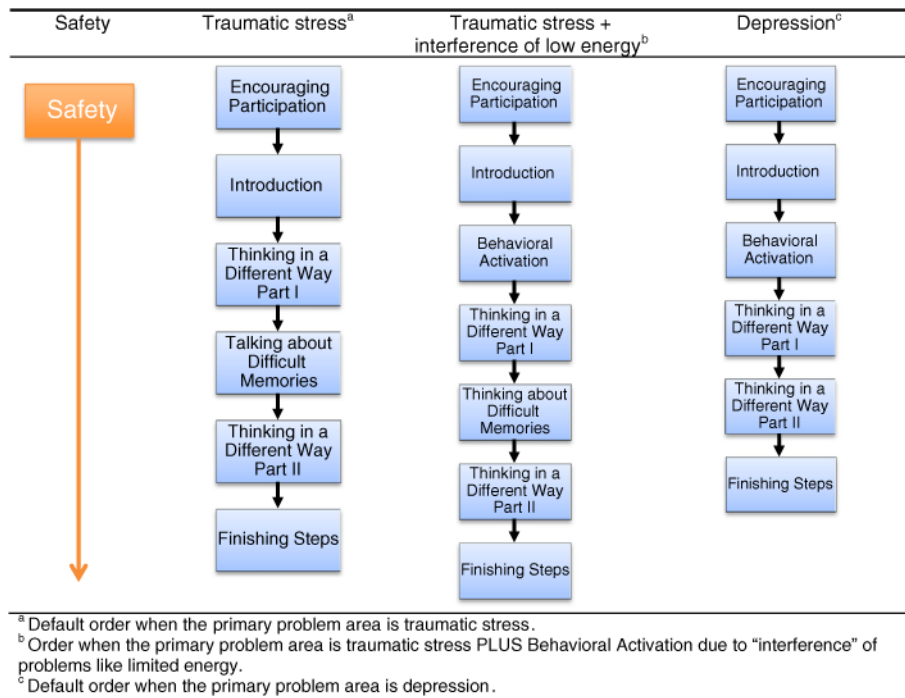 Safety
Traumatic stressᵃ
Traumatic stress +
interference of low energyᵇ
Depressionᶜ
Safety
Encouraging
Participation
Introduction
Thinking in a
Different Way
Part I
Talking about
Difficult
Memories
Thinking in a
Different Way
Part II
Finishing Steps
Encouraging
Participation
Introduction
Behavioral
Activation
Thinking in a
Different Way
Part I
Thinking about
Difficult
Memories
Thinking in a
Different Way
Part II
Finishing Steps
Encouraging
Participation
Introduction
Behavioral
Activation
Thinking in a
Different Way
Part I
Thinking in a
Different Way
Part II
Finishing Steps
ᵃ Default order when the primary problem area is traumatic stress.
ᵇ Order when the primary problem area is traumatic stress PLUS Behavioral Activation due to “interference” of
problems like limited energy.
ᶜ Default order when the primary problem area is depression.